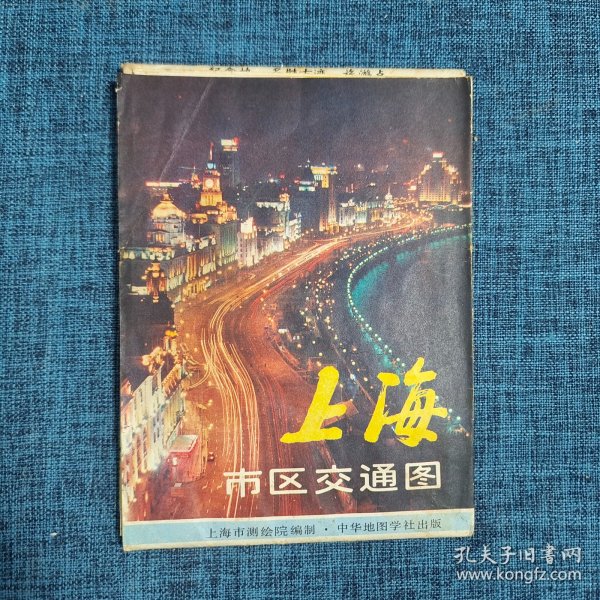 上海
市区交通图
上海市测绘院编制·中华地图学社出版
孔夫子旧书网
www.kongfz.com